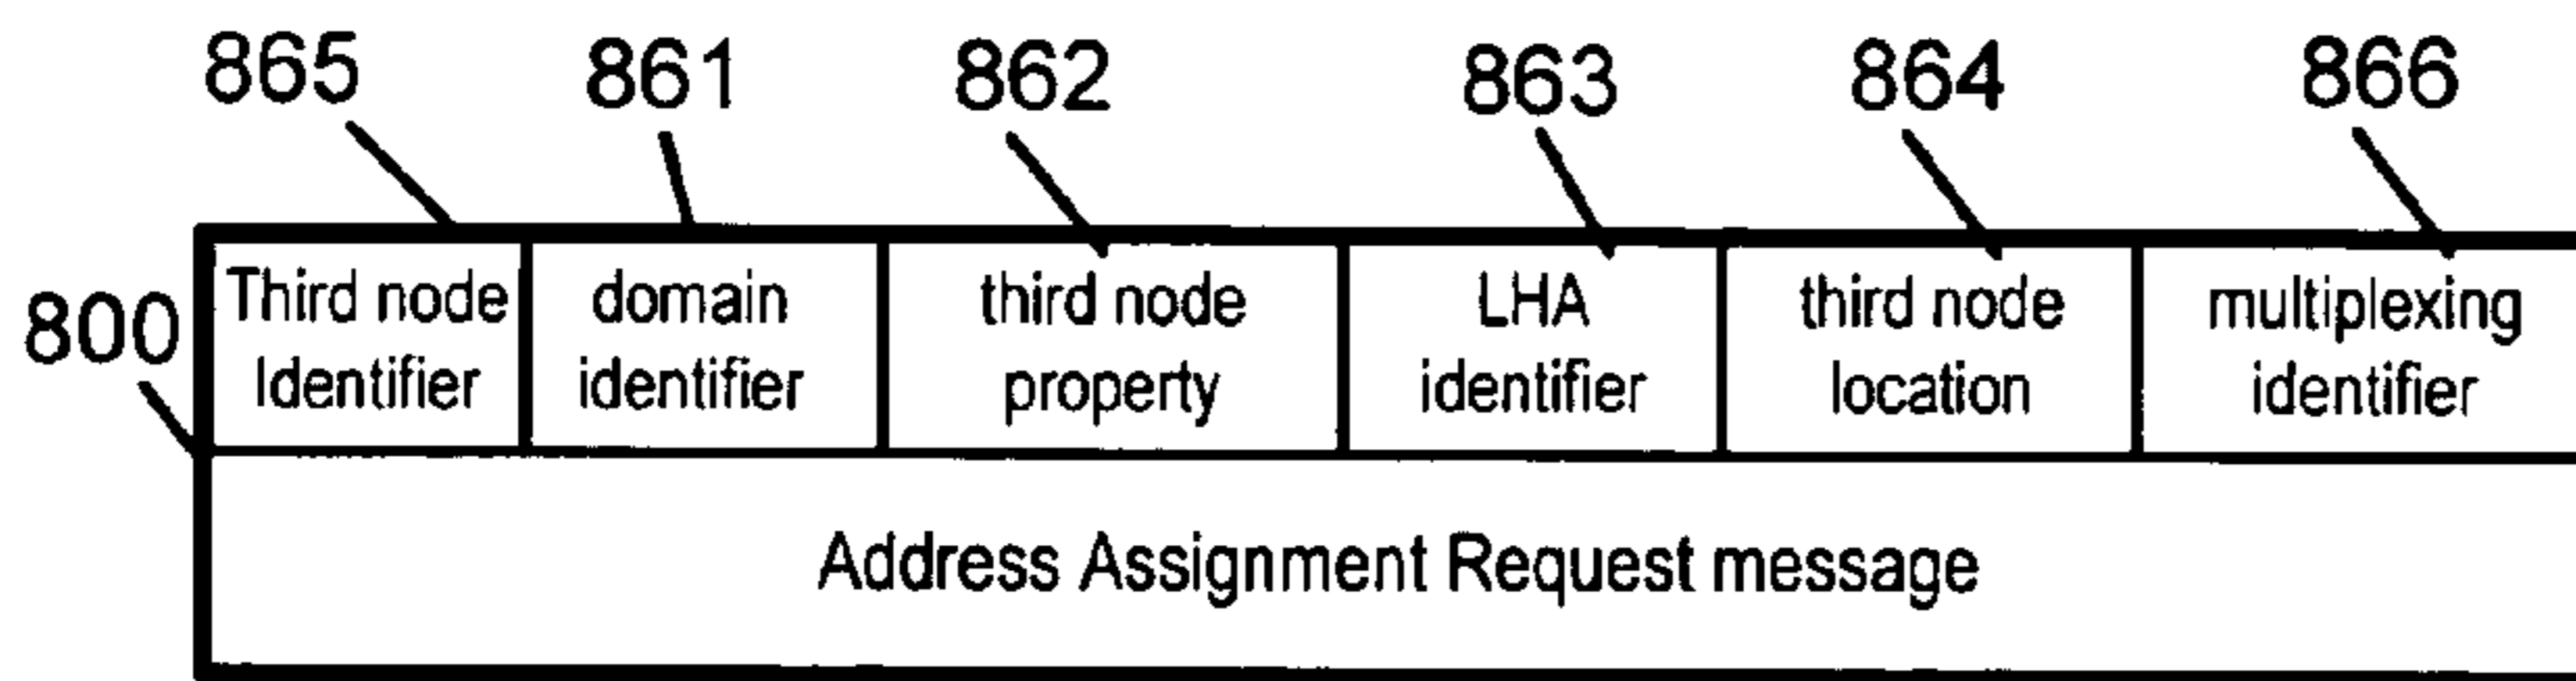 865 861 862 863 864 866
800
Third node domain third node LHA third node multiplexing
Identifier identifier property identifier location identifier
Address Assignment Request message